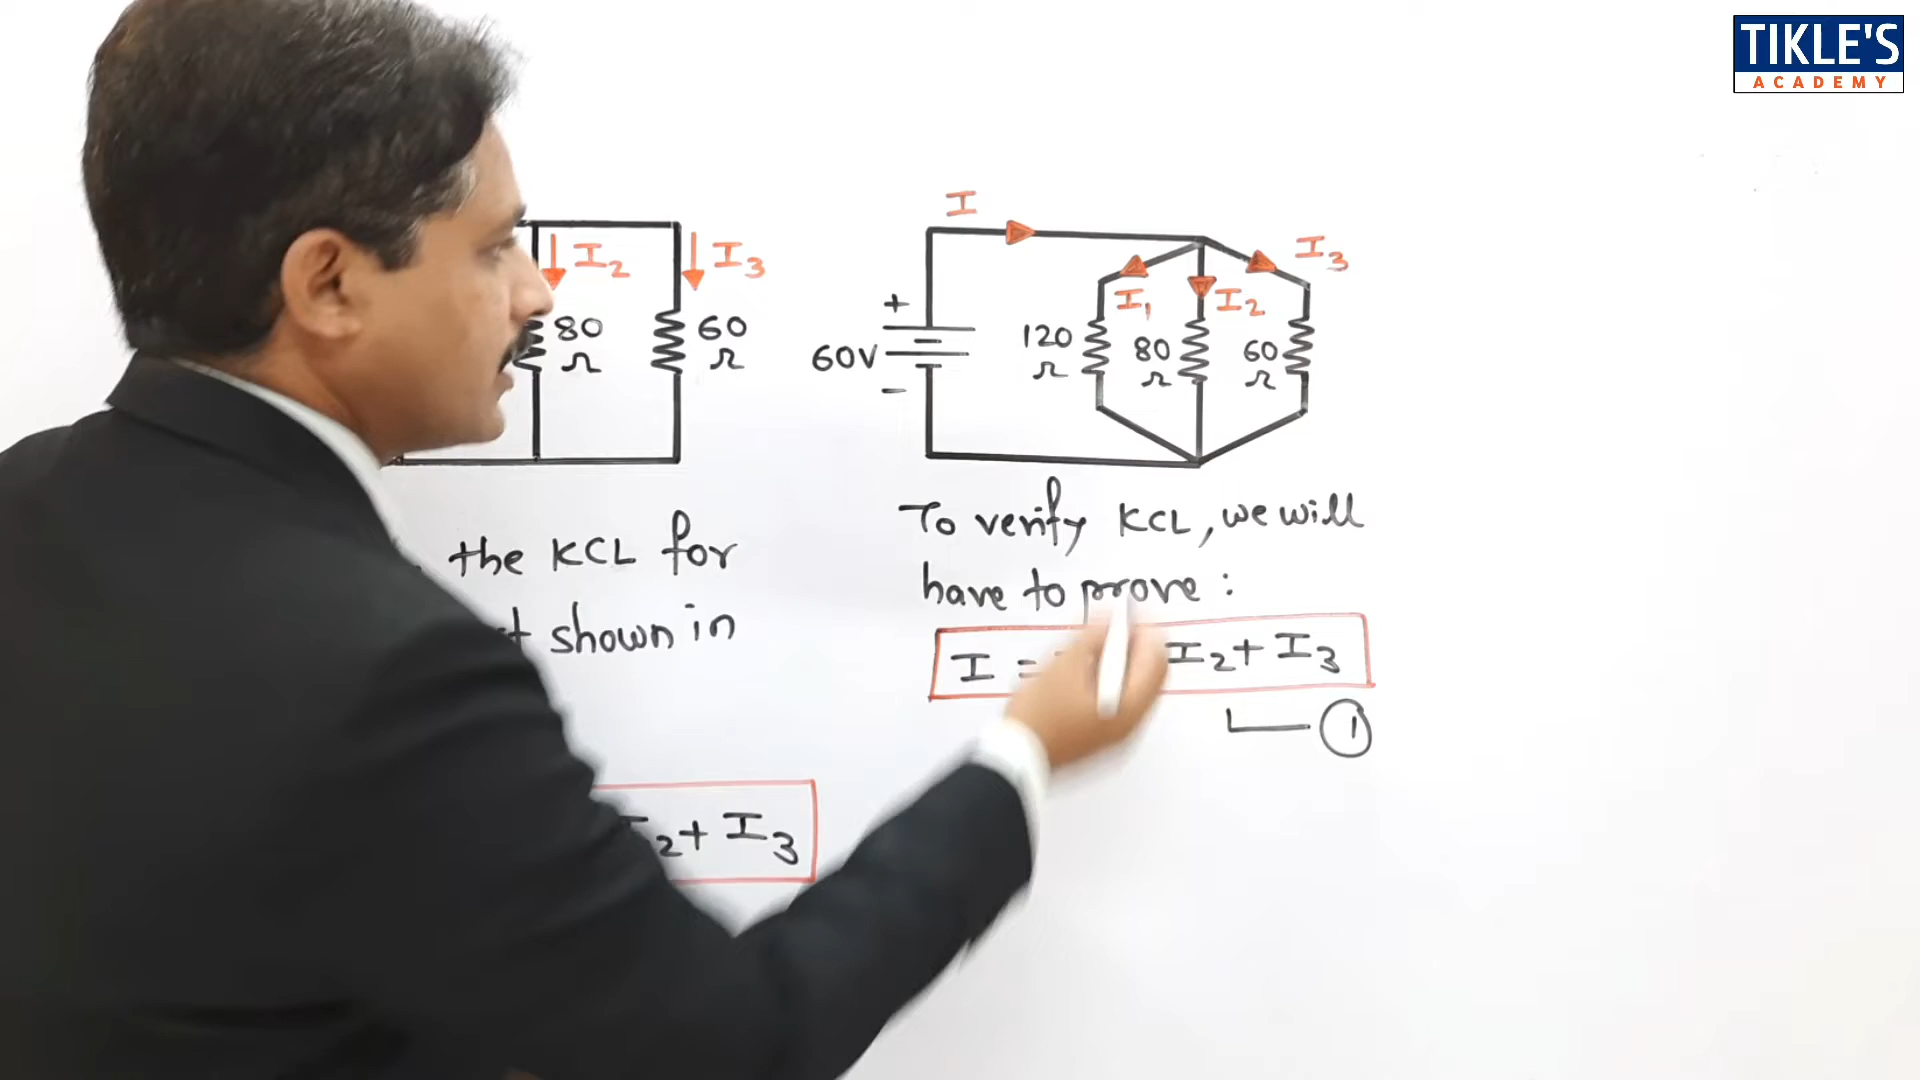 TIKLE'S
ACADEMY
I2 I3
80 60
Ω Ω
the KCL for
shown in
2+ I3
I
I3
I1 I2
+
60V
-
120 80 60
Ω Ω Ω
To verify KCL, we will
have to prove :
I = I2+ I3
1